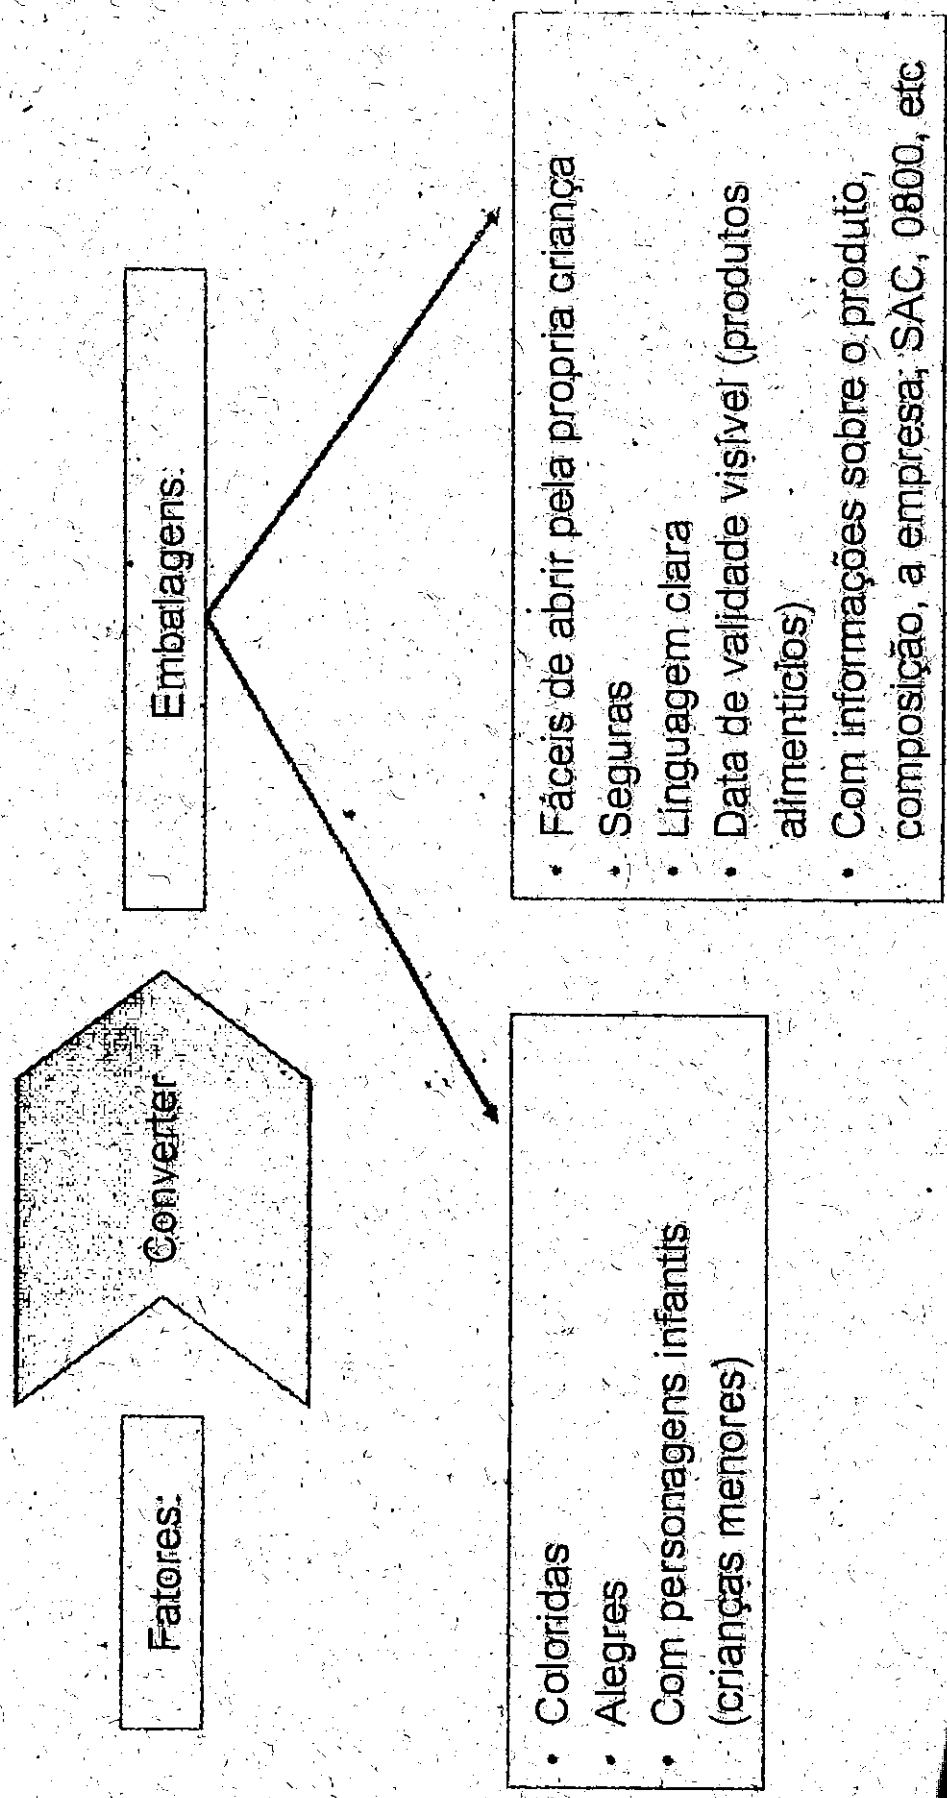 Fatores:
Converter
Embalagens:
• Coloridas
• Alegres
• Com personagens infantis
(crianças menores)
• Fáceis de abrir pela propria criança
• Seguras
• Linguagem clara
• Data de validade visível (produtos
alimentícios)
• Com informações sobre o produto,
composição, a empresa, SAC, 0800, etc